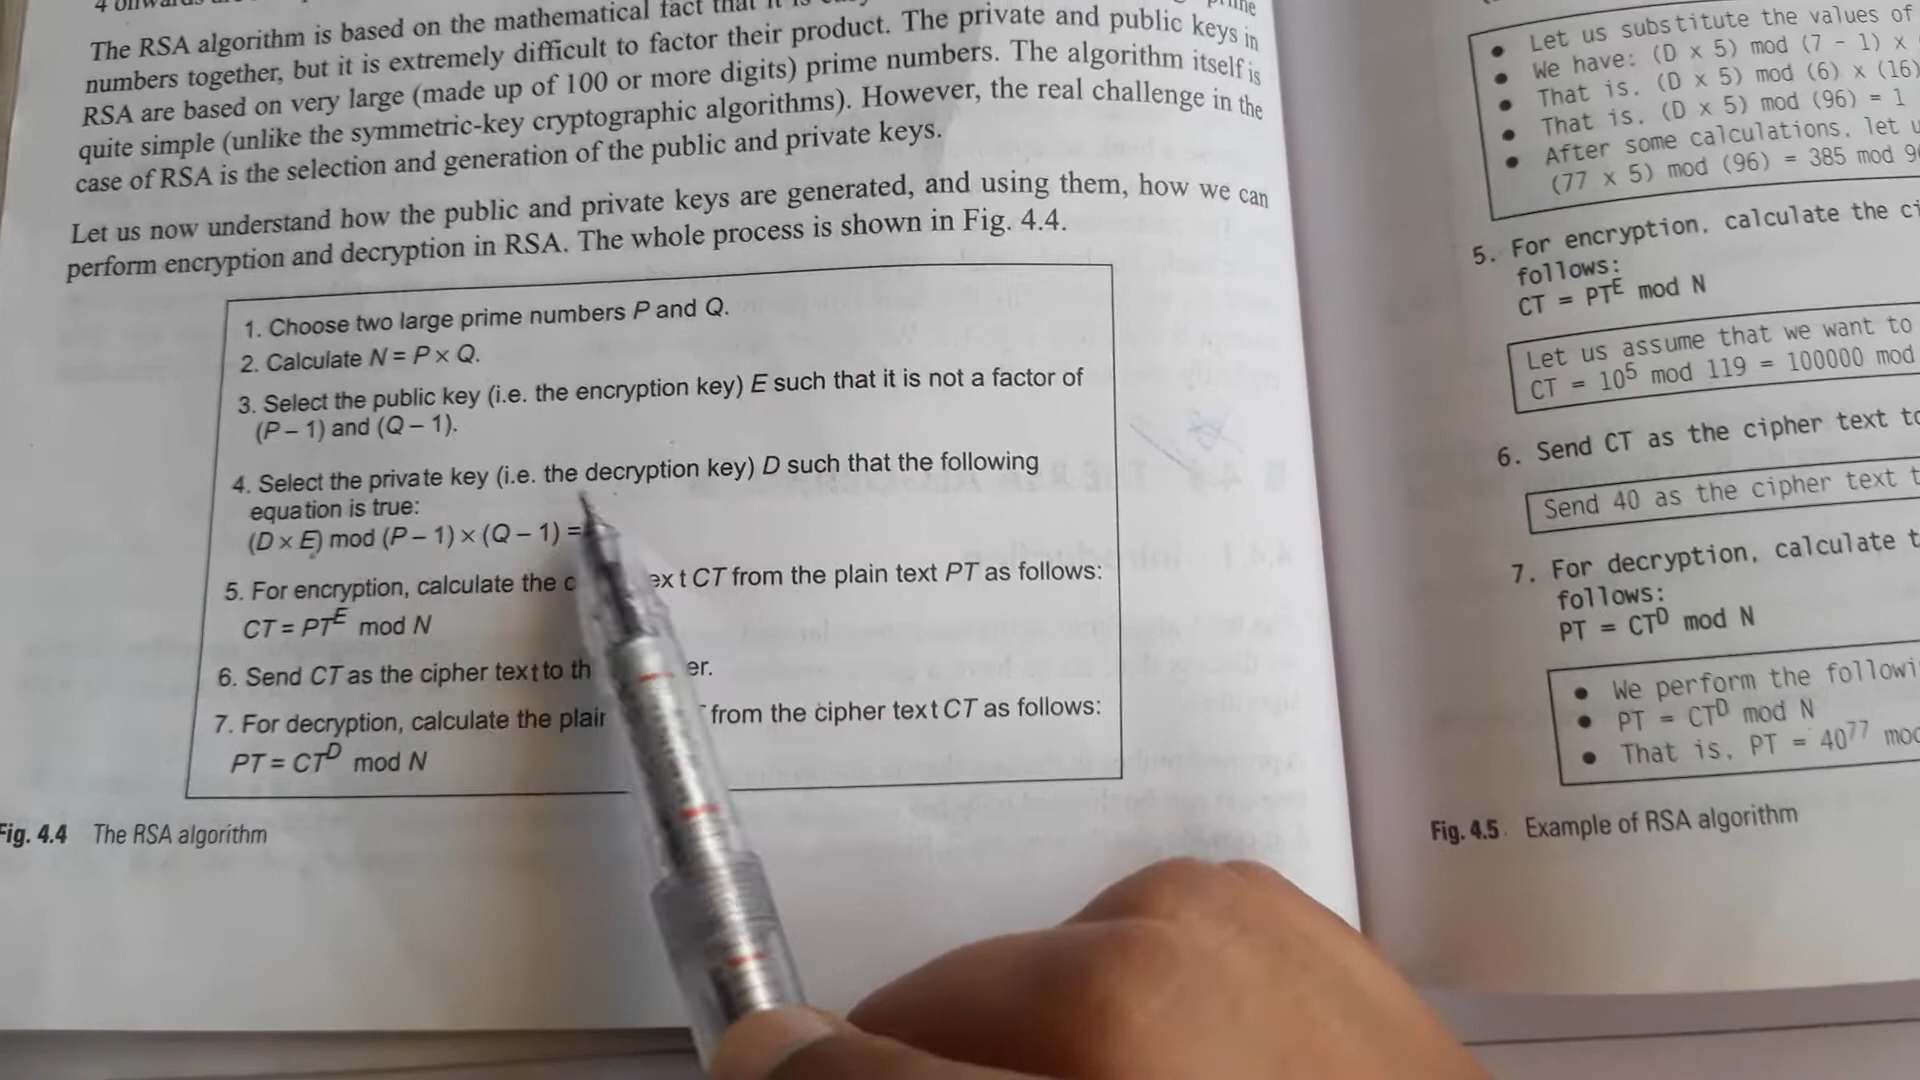 The RSA algorithm is based on the mathematical fact that it is
numbers together, but it is extremely difficult to factor their product. The private and public keys in
RSA are based on very large (made up of 100 or more digits) prime numbers. The algorithm itself is
quite simple (unlike the symmetric-key cryptographic algorithms). However, the real challenge in the
case of RSA is the selection and generation of the public and private keys.
Let us now understand how the public and private keys are generated, and using them, how we can
perform encryption and decryption in RSA. The whole process is shown in Fig. 4.4.
1. Choose two large prime numbers P and Q.
2. Calculate N = P × Q.
3. Select the public key (i.e. the encryption key) E such that it is not a factor of
(P – 1) and (Q – 1).
4. Select the private key (i.e. the decryption key) D such that the following
equation is true:
(D × E) mod (P – 1) × (Q – 1) =
5. For encryption, calculate the c ext CT from the plain text PT as follows:
CT = PT^E mod N
6. Send CT as the cipher text to th er.
7. For decryption, calculate the plain from the cipher text CT as follows:
PT = CT^D mod N
Fig. 4.4 The RSA algorithm
• Let us substitute the values of
• We have: (D x 5) mod (7 - 1) x
• That is, (D x 5) mod (6) x (16)
• That is, (D x 5) mod (96) = 1
• After some calculations, let
(77 x 5) mod (96) = 385 mod
5. For encryption, calculate the
follows:
CT = PT^E mod N
Let us assume that we want to
CT = 10^5 mod 119 = 100000 mod
6. Send CT as the cipher text
Send 40 as the cipher text
7. For decryption, calculate
follows:
PT = CT^D mod N
• We perform the
• PT = CT^D mod N
• That is, PT = 40^77
Fig. 4.5 Example of RSA algorithm